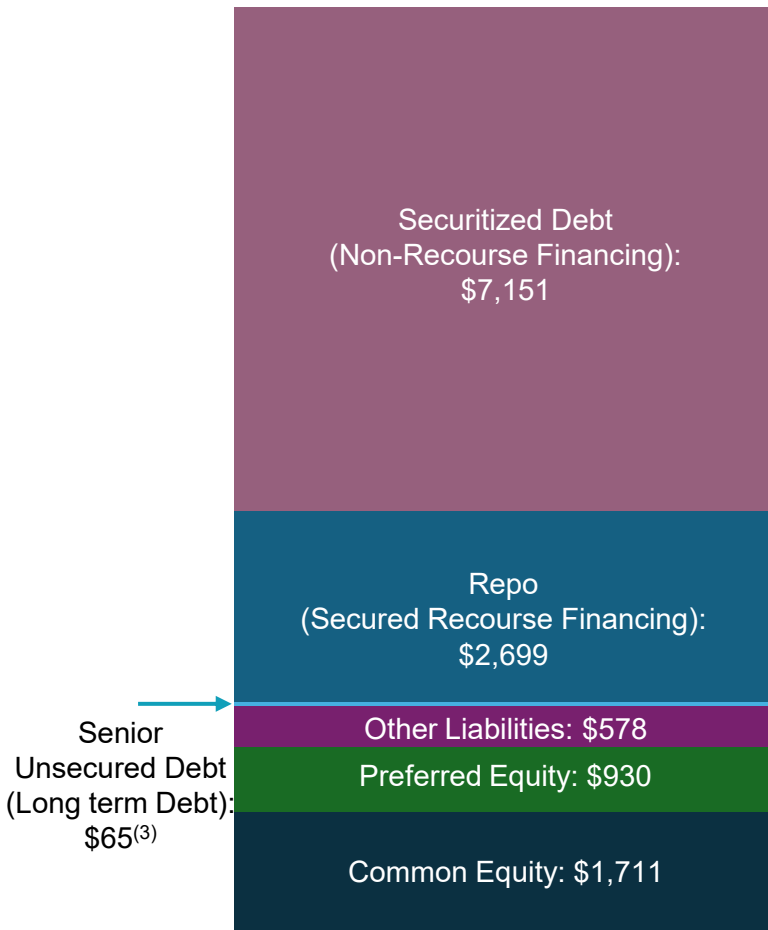 Securitized Debt
(Non-Recourse Financing):
$7,151
Repo
(Secured Recourse Financing):
$2,699
Senior
Unsecured Debt
(Long term Debt):
$65(3)
Other Liabilities: $578
Preferred Equity: $930
Common Equity: $1,711